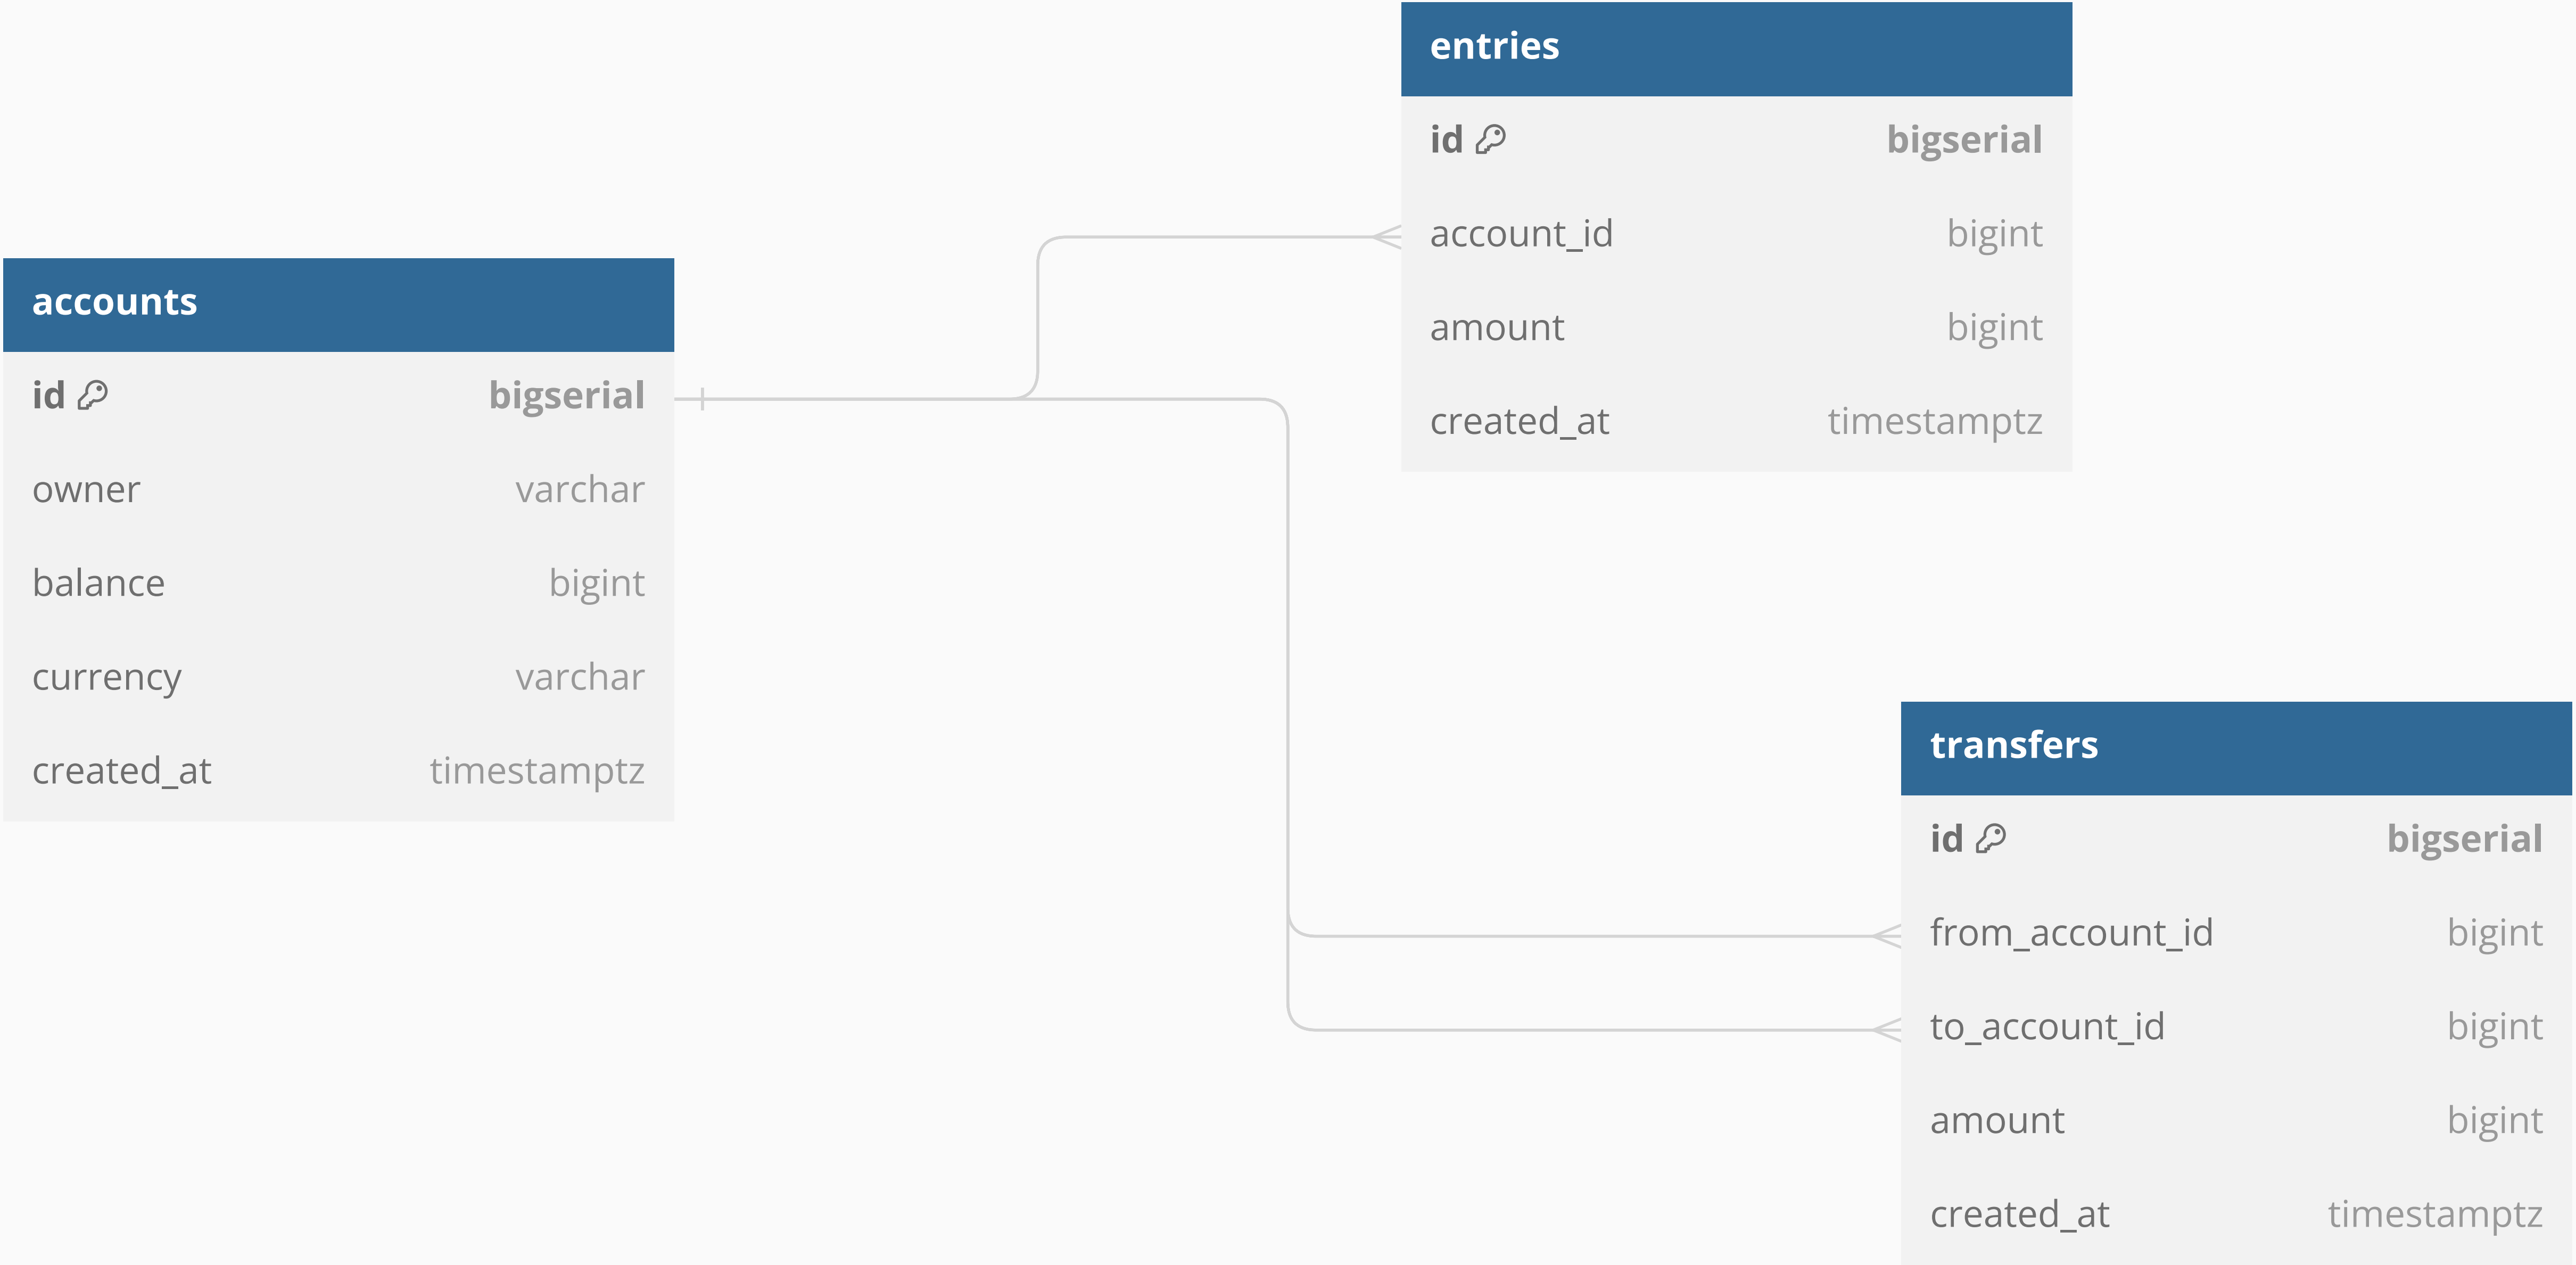 accounts
id bigserial
owner varchar
balance bigint
currency varchar
created_at timestamptz
entries
id bigserial
account_id bigint
amount bigint
created_at timestamptz
transfers
id bigserial
from_account_id bigint
to_account_id bigint
amount bigint
created_at timestamptz